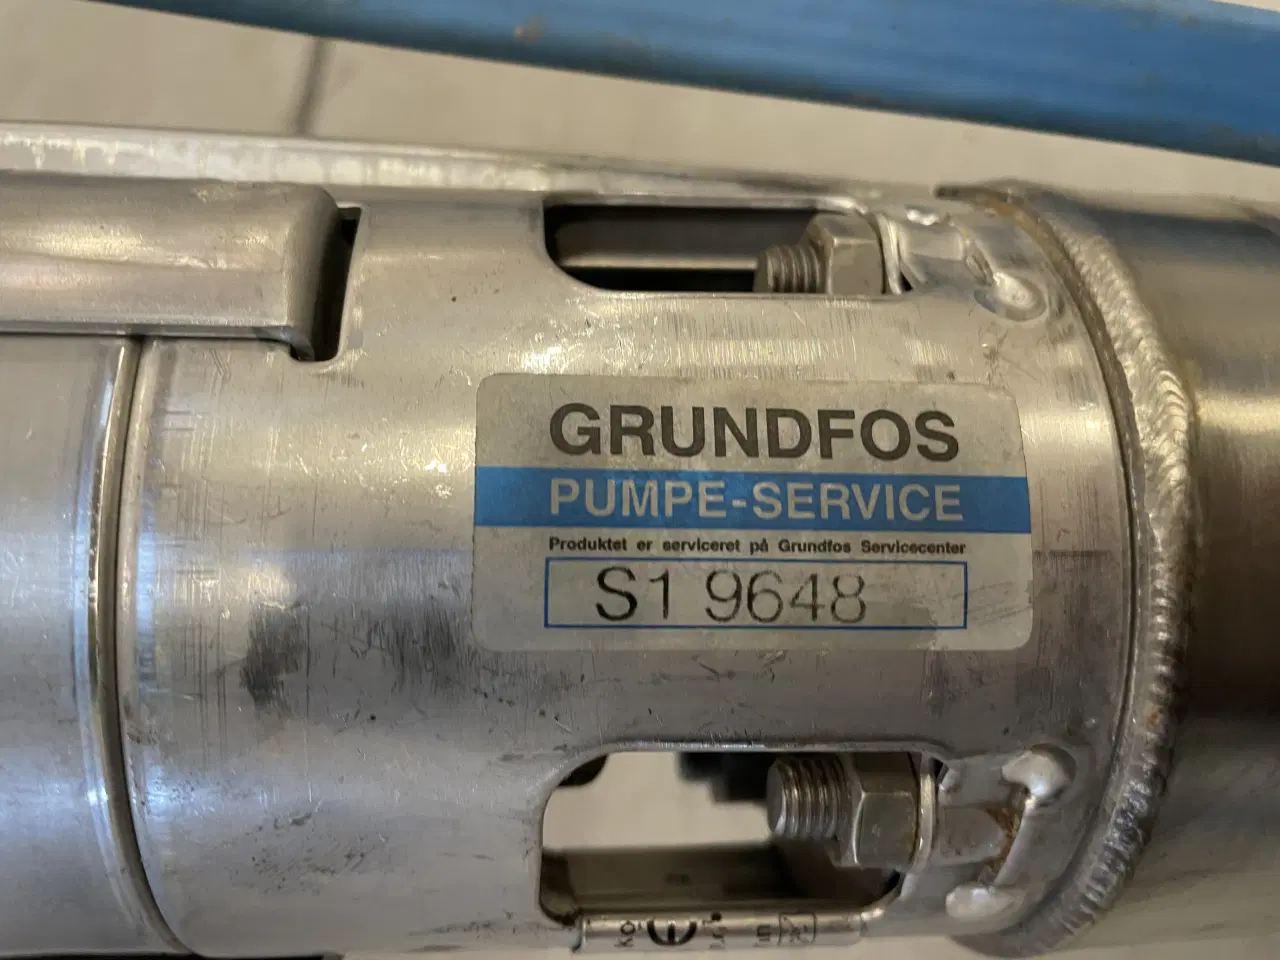 GRUNDFOS
PUMPE-SERVICE
Produktet er serviceret på Grundfos Servicecenter
S1 9648